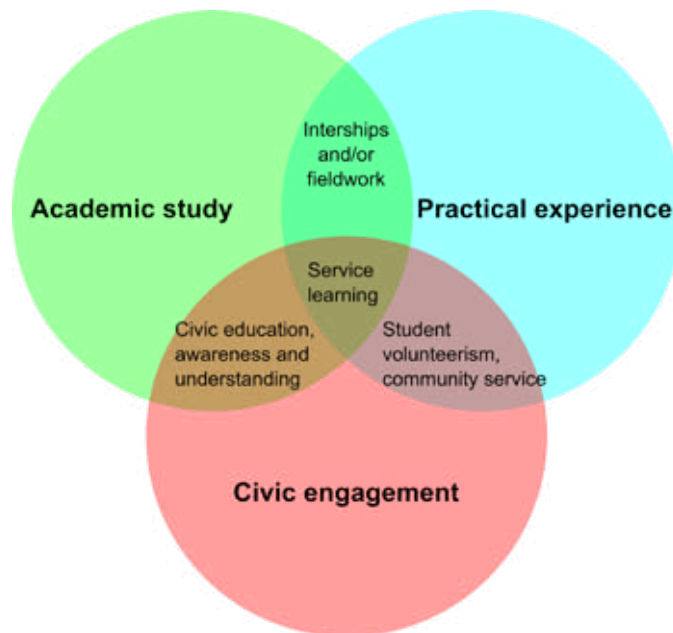 Interships
and/or
fieldwork
Academic study
Practical experience
Service
learning
Civic education,
awareness and
understanding
Student
volunteerism,
community service
Civic engagement